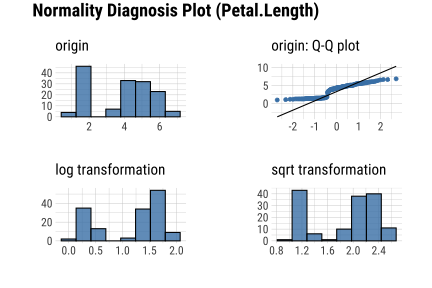 Normality Diagnosis Plot (Petal.Length)
origin
40
30
20
10
0
2 4 6
origin: Q-Q plot
10
5
0
-2 -1 0 1 2
log transformation
40
20
0
0.0 0.5 1.0 1.5 2.0
sqrt transformation
40
30
20
10
0
0.8 1.2 1.6 2.0 2.4